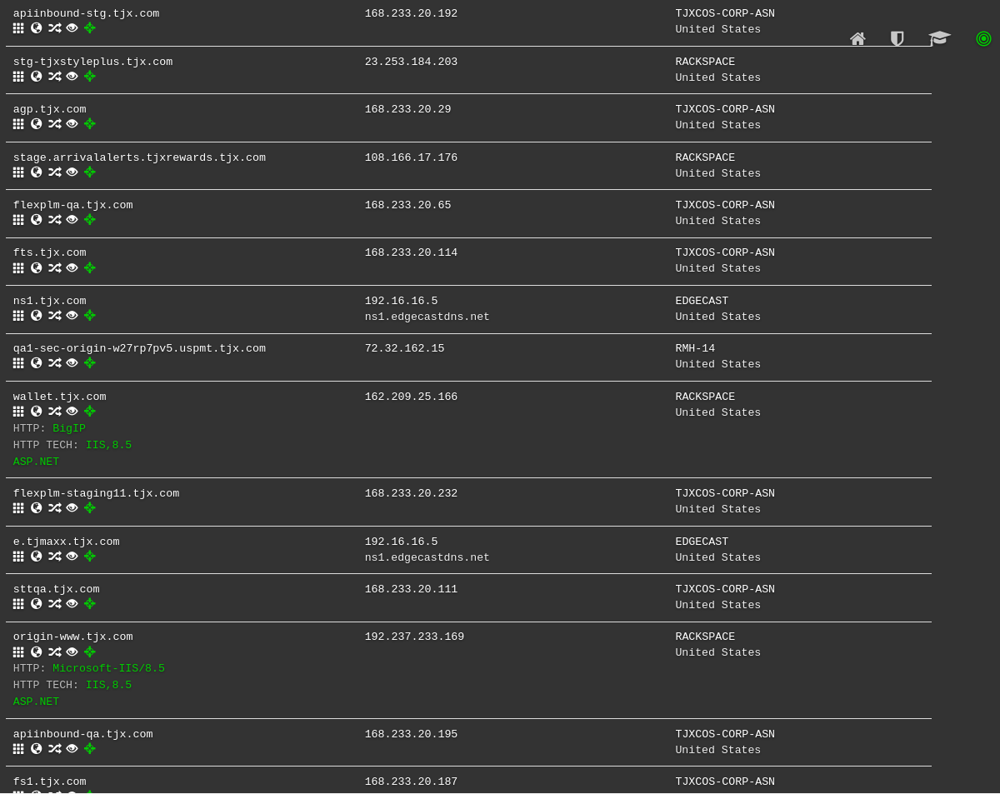 apiinbound-stg.tjx.com 168.233.20.192 TJXCOS-CORP-ASN
United States
stg-tjxstyleplus.tjx.com 23.253.184.203 RACKSPACE
United States
agp.tjx.com 168.233.20.29 TJXCOS-CORP-ASN
United States
stage.arrivalalerts.tjxrewards.tjx.com 108.166.17.176 RACKSPACE
United States
flexplm-qa.tjx.com 168.233.20.65 TJXCOS-CORP-ASN
United States
fts.tjx.com 168.233.20.114 TJXCOS-CORP-ASN
United States
ns1.tjx.com 192.16.16.5 EDGECAST
ns1.edgecastdns.net United States
qa1-sec-origin-w27rp7pv5.uspmt.tjx.com 72.32.162.15 RMH-14
United States
wallet.tjx.com 162.209.25.166 RACKSPACE
United States
HTTP: BigIP
HTTP TECH: IIS,8.5
ASP.NET
flexplm-staging11.tjx.com 168.233.20.232 TJXCOS-CORP-ASN
United States
e.tjmaxx.tjx.com 192.16.16.5 EDGECAST
ns1.edgecastdns.net United States
sttqa.tjx.com 168.233.20.111 TJXCOS-CORP-ASN
United States
origin-www.tjx.com 192.237.233.169 RACKSPACE
United States
HTTP: Microsoft-IIS/8.5
HTTP TECH: IIS,8.5
ASP.NET
apiinbound-qa.tjx.com 168.233.20.195 TJXCOS-CORP-ASN
United States
fs1.tjx.com 168.233.20.187 TJXCOS-CORP-ASN